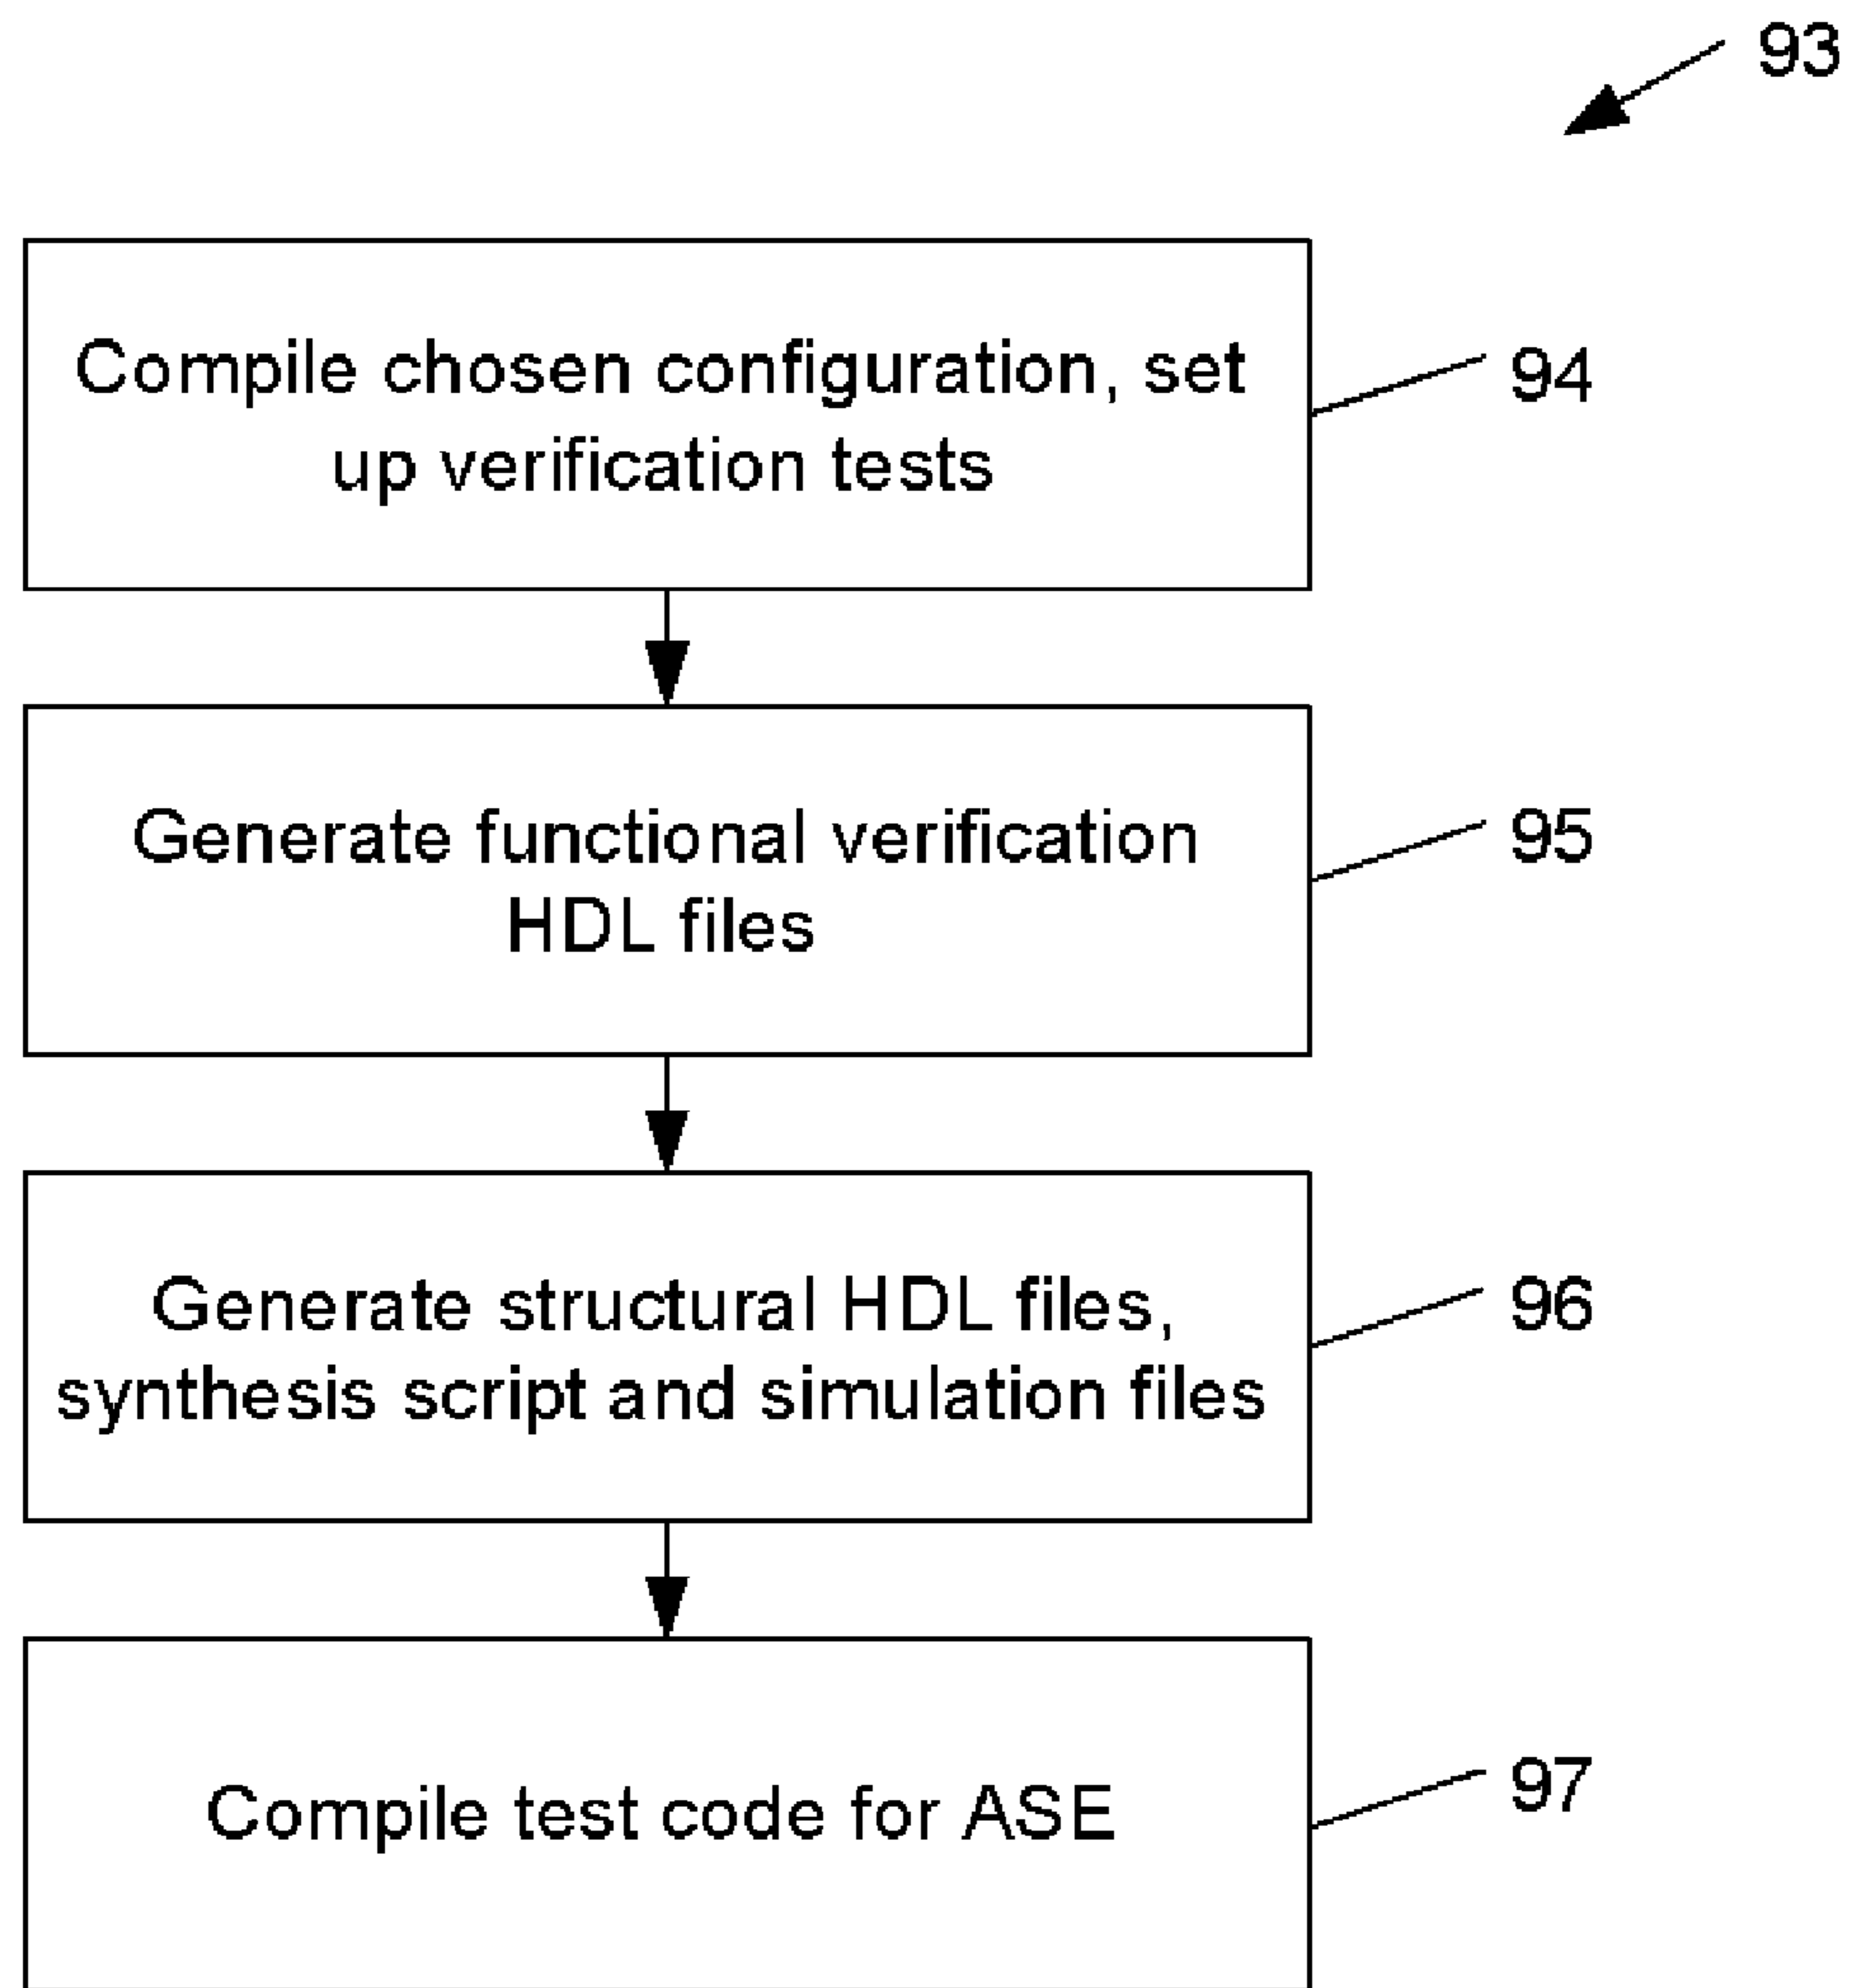 93
Compile chosen configuration, set
up verification tests
94
Generate functional verification
HDL files
95
Generate structural HDL files,
synthesis script and simulation files
96
Compile test code for ASE
97